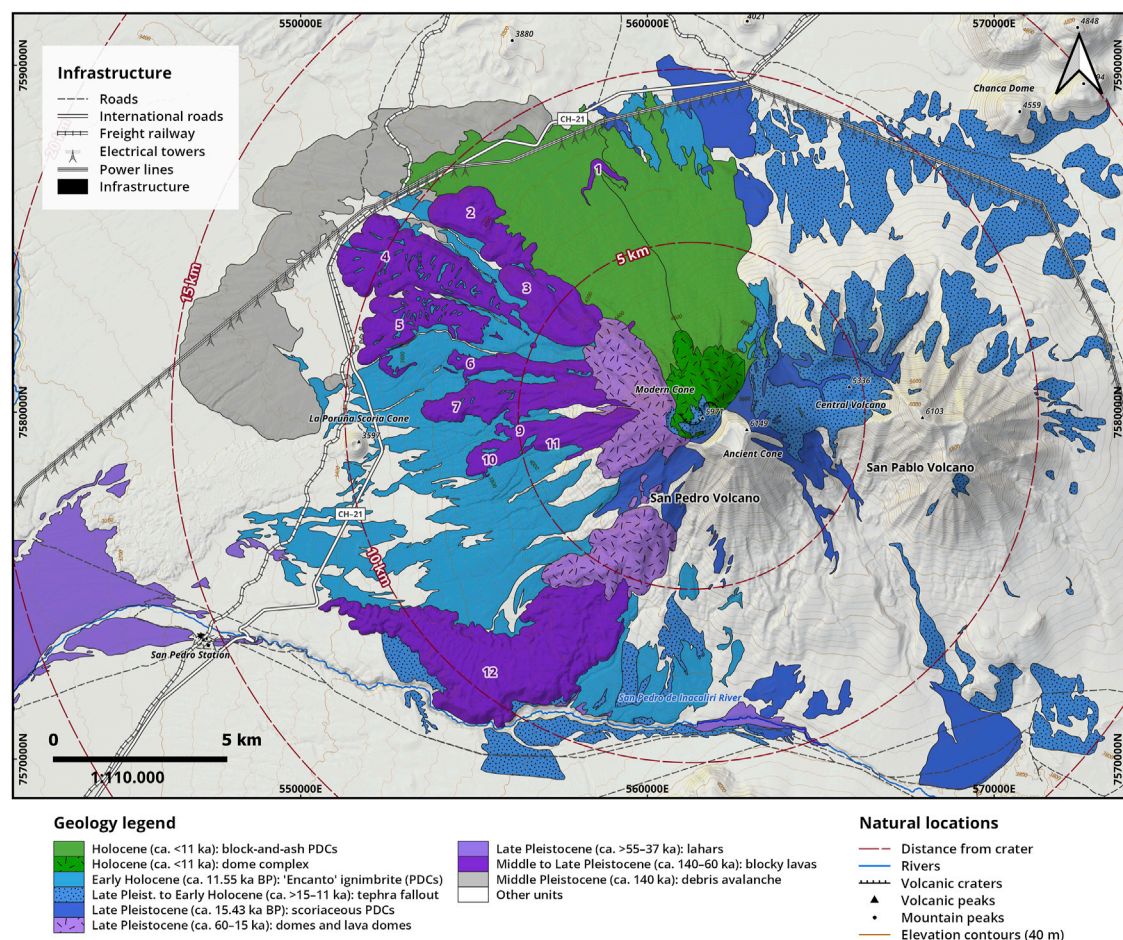 550000E
560000E
570000E
4021
3880
4848
7590000N
7590000N
Infrastructure
Roads
International roads
Freight railway
Electrical towers
Power lines
Infrastructure
Chanca Dome
4559
CH–21
1
2
3
4
5
6
7
9
10
11
12
5 km
15 km
10 km
Modern Cone
5971
6149
Ancient Cone
Central Volcano
5336
6103
San Pablo Volcano
San Pedro Volcano
La Poruña Scoria Cone
3597
CH–21
7580000N
7580000N
San Pedro Station
San Pedro de Inacaliri River
0
5 km
1:110.000
7570000N
7570000N
550000E
560000E
570000E
Geology legend
Holocene (ca. <11 ka): block-and-ash PDCs
Holocene (ca. <11 ka): dome complex
Early Holocene (ca. 11.55 ka BP): 'Encanto' ignimbrite (PDCs)
Late Pleist. to Early Holocene (ca. >15–11 ka): tephra fallout
Late Pleistocene (ca. 15.43 ka BP): scoriaceous PDCs
Late Pleistocene (ca. 60–15 ka): domes and lava domes
Late Pleistocene (ca. >55–37 ka): lahars
Middle to Late Pleistocene (ca. 140–60 ka): blocky lavas
Middle Pleistocene (ca. 140 ka): debris avalanche
Other units
Natural locations
Distance from crater
Rivers
Volcanic craters
Volcanic peaks
Mountain peaks
Elevation contours (40 m)